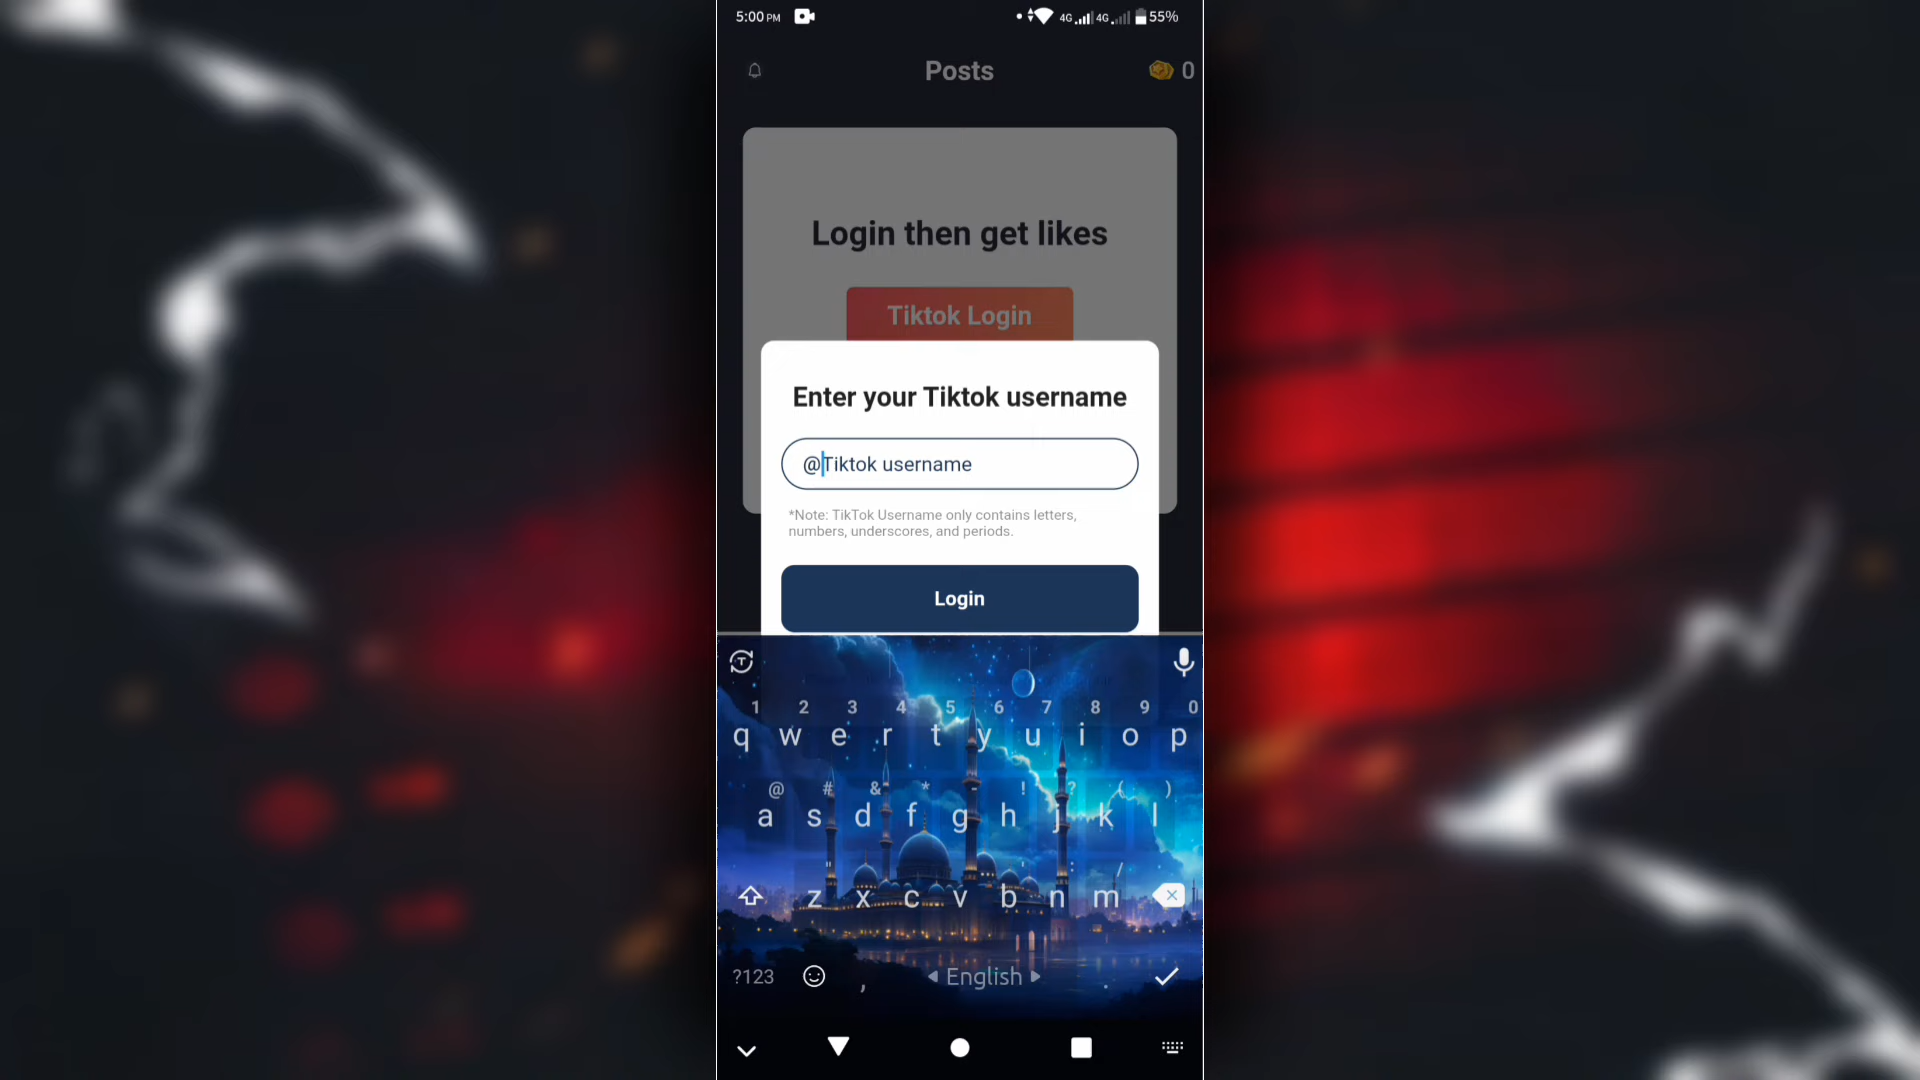 5:00 PM 4G 4G 55%
Posts 0
Login then get likes
Tiktok Login
Enter your Tiktok username
@Tiktok username
*Note: TikTok Username only contains letters,
numbers, underscores, and periods.
Login
1 2 3 4 5 6 7 8 9 0
q w e r t y u i o p
@ # & * - ! ? ( )
a s d f g h j k l
" ' : /
z x c v b n m
?123 , English .